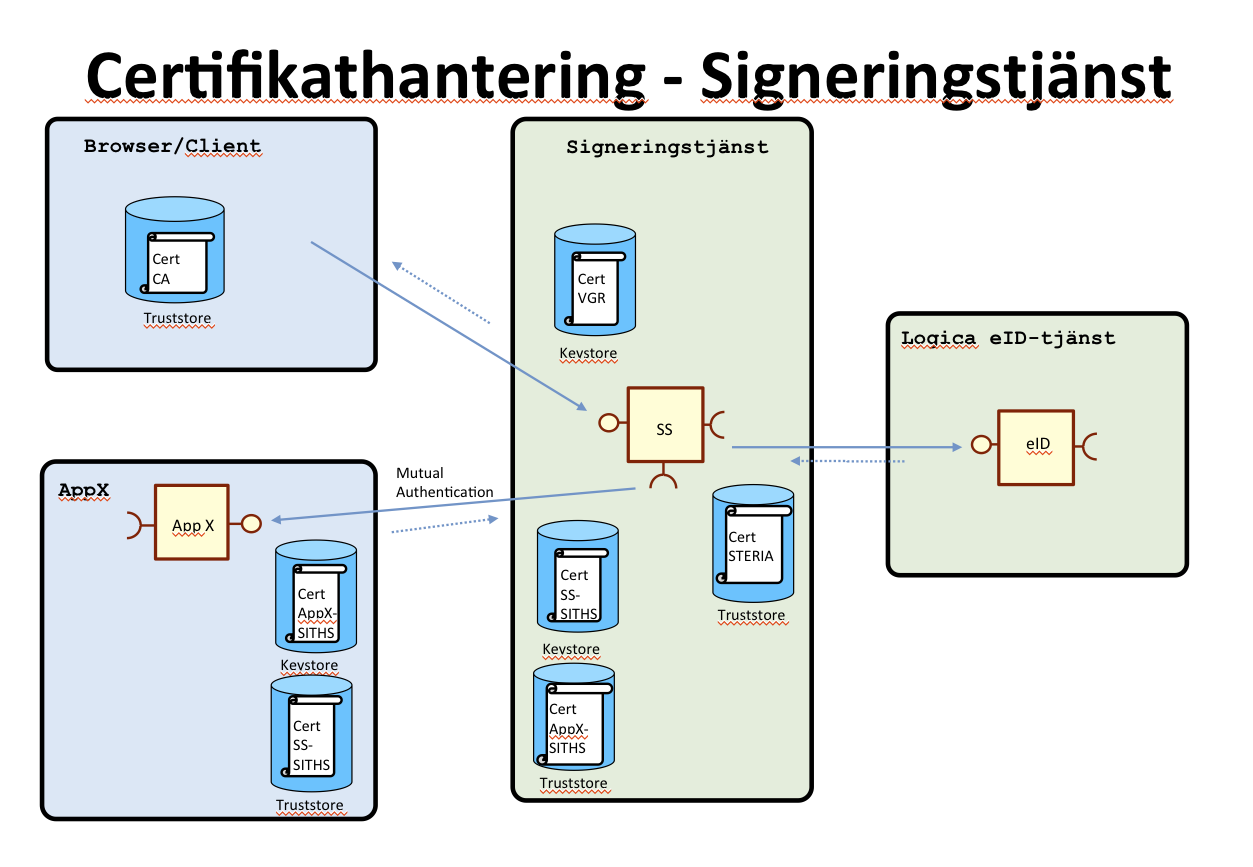 Certifikathantering - Signeringstjänst
Browser/Client
Cert
CA
Truststore
Signeringstjänst
Cert
VGR
Keystore
SS
Logica eID-tjänst
eID
Mutual
Authentication
AppX
App X
Cert
AppX-
SITHS
Keystore
Cert
SS-
SITHS
Truststore
Cert
STERIA
Truststore
Cert
SS-
SITHS
Keystore
Cert
AppX-
SITHS
Truststore